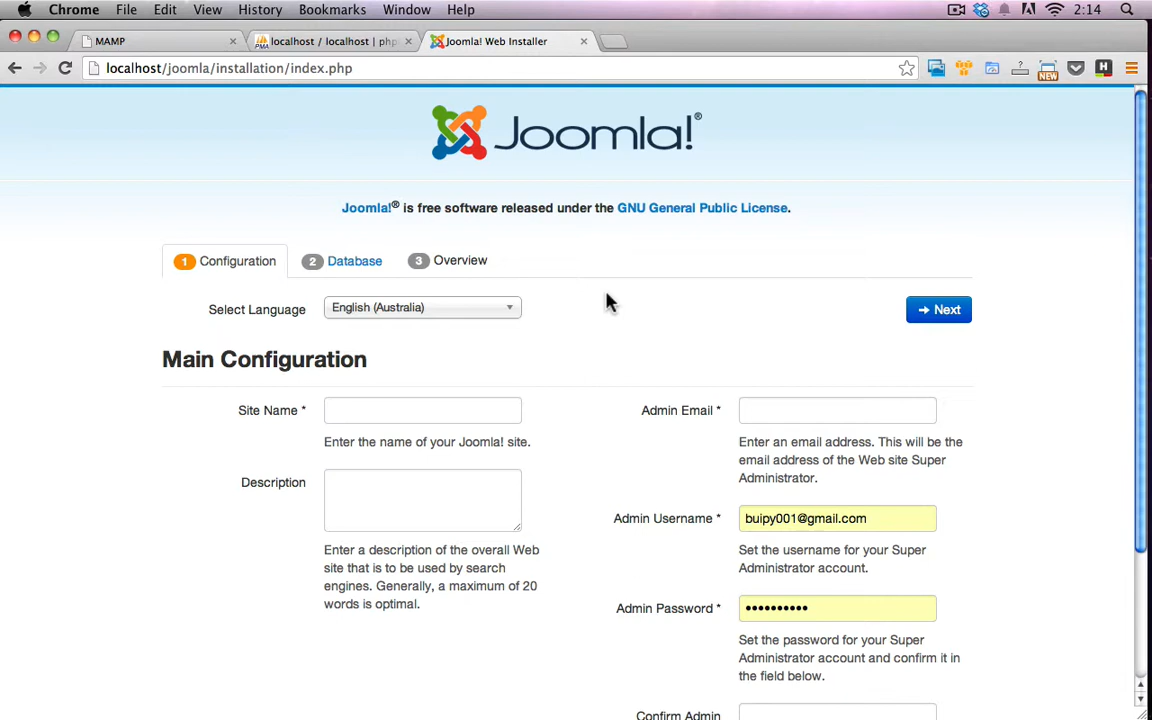 Chrome File Edit View History Bookmarks Window Help 2:14
MAMP localhost / localhost | php Joomla! Web Installer
localhost/joomla/installation/index.php NEW
Joomla!®
Joomla!® is free software released under the GNU General Public License.
1 Configuration 2 Database 3 Overview
Select Language English (Australia) Next
Main Configuration
Site Name * Admin Email *
Enter the name of your Joomla! site. Enter an email address. This will be the
email address of the Web site Super
Description Administrator.
Admin Username * buipy001@gmail.com
Enter a description of the overall Web Set the username for your Super
site that is to be used by search Administrator account.
engines. Generally, a maximum of 20
words is optimal.
Admin Password * ••••••••••
Set the password for your Super
Administrator account and confirm it in
the field below.
Confirm Admin